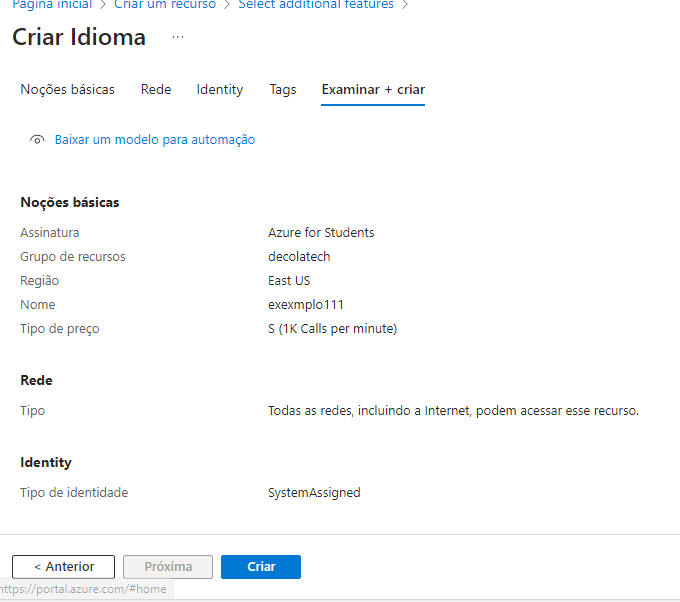 Página inicial > Criar um recurso > Select additional features >
Criar Idioma ...
Noções básicas Rede Identity Tags Examinar + criar
Baixar um modelo para automação
Noções básicas
Assinatura Azure for Students
Grupo de recursos decolatech
Região East US
Nome exexmplo111
Tipo de preço S (1K Calls per minute)
Rede
Tipo Todas as redes, incluindo a Internet, podem acessar esse recurso.
Identity
Tipo de identidade SystemAssigned
< Anterior Próxima Criar
https://portal.azure.com/#home